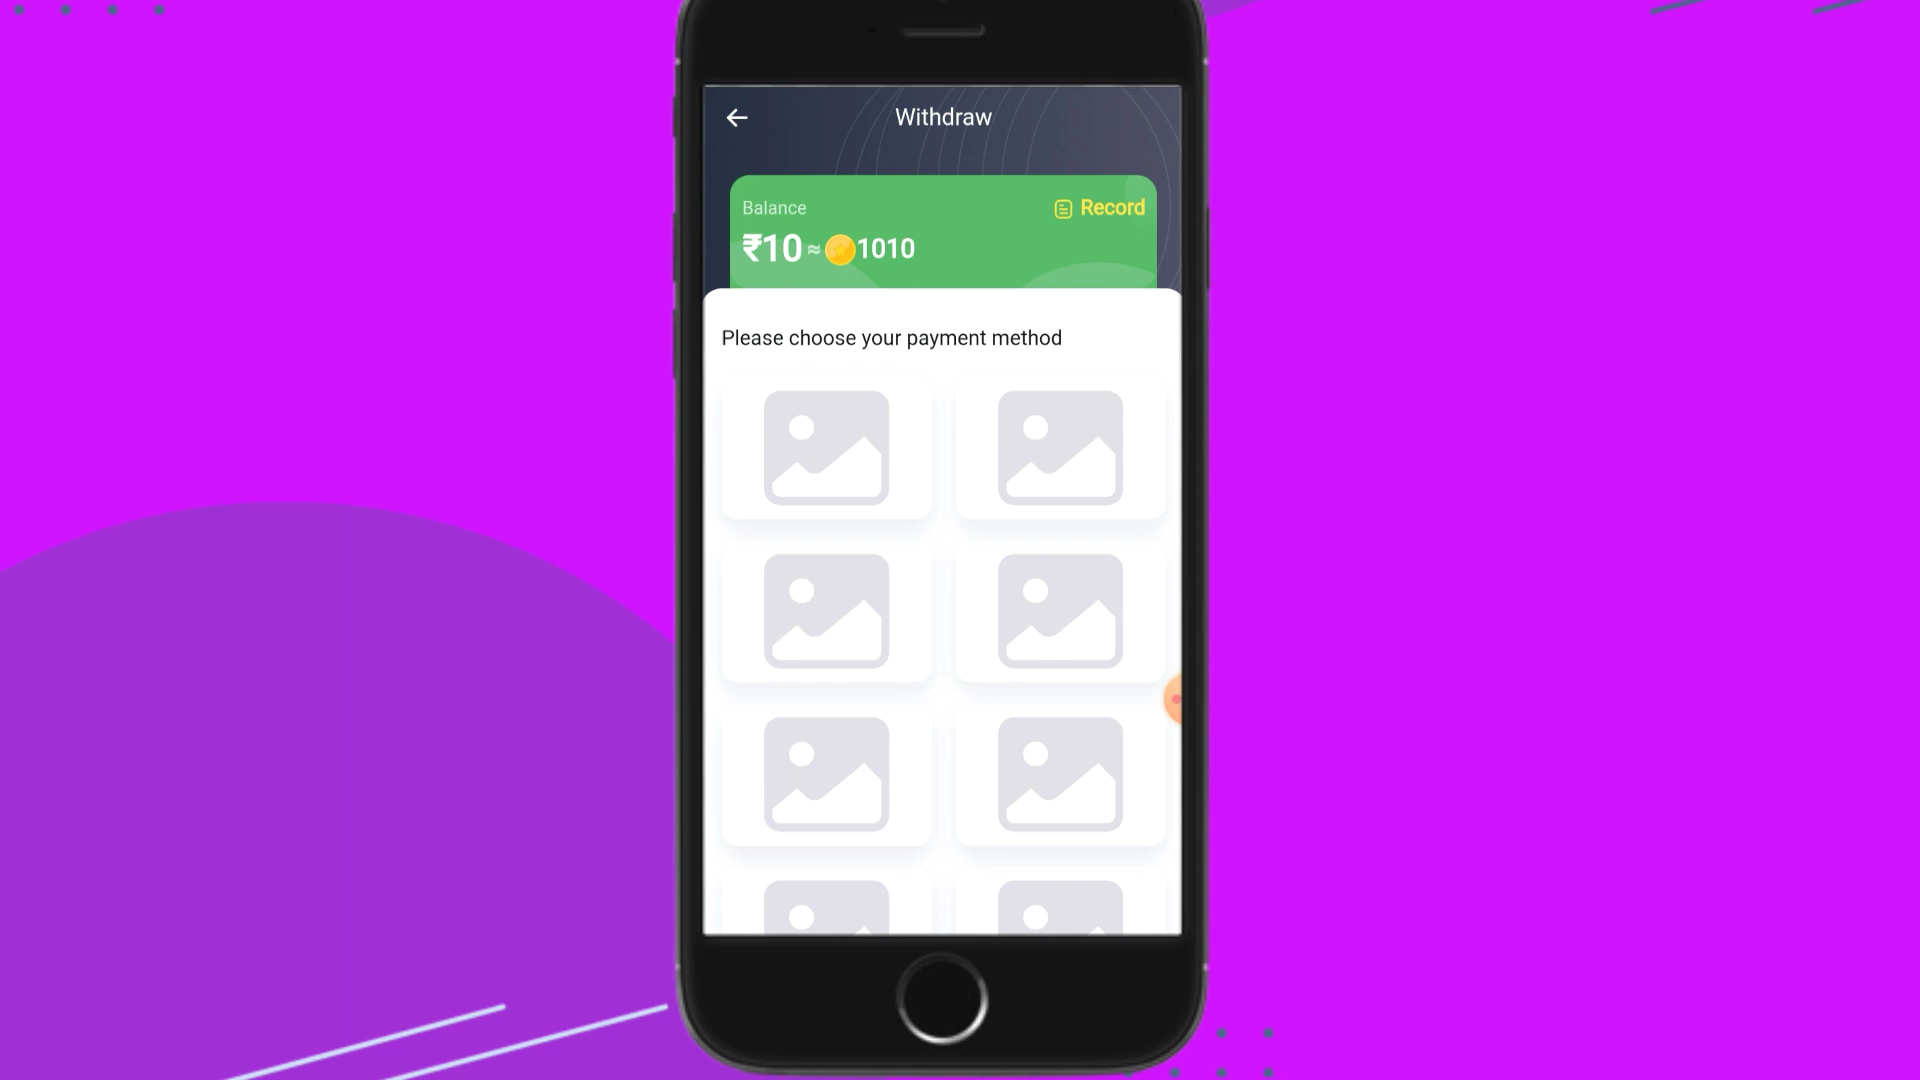 Withdraw
Balance
Record
₹10≈1010
Please choose your payment method